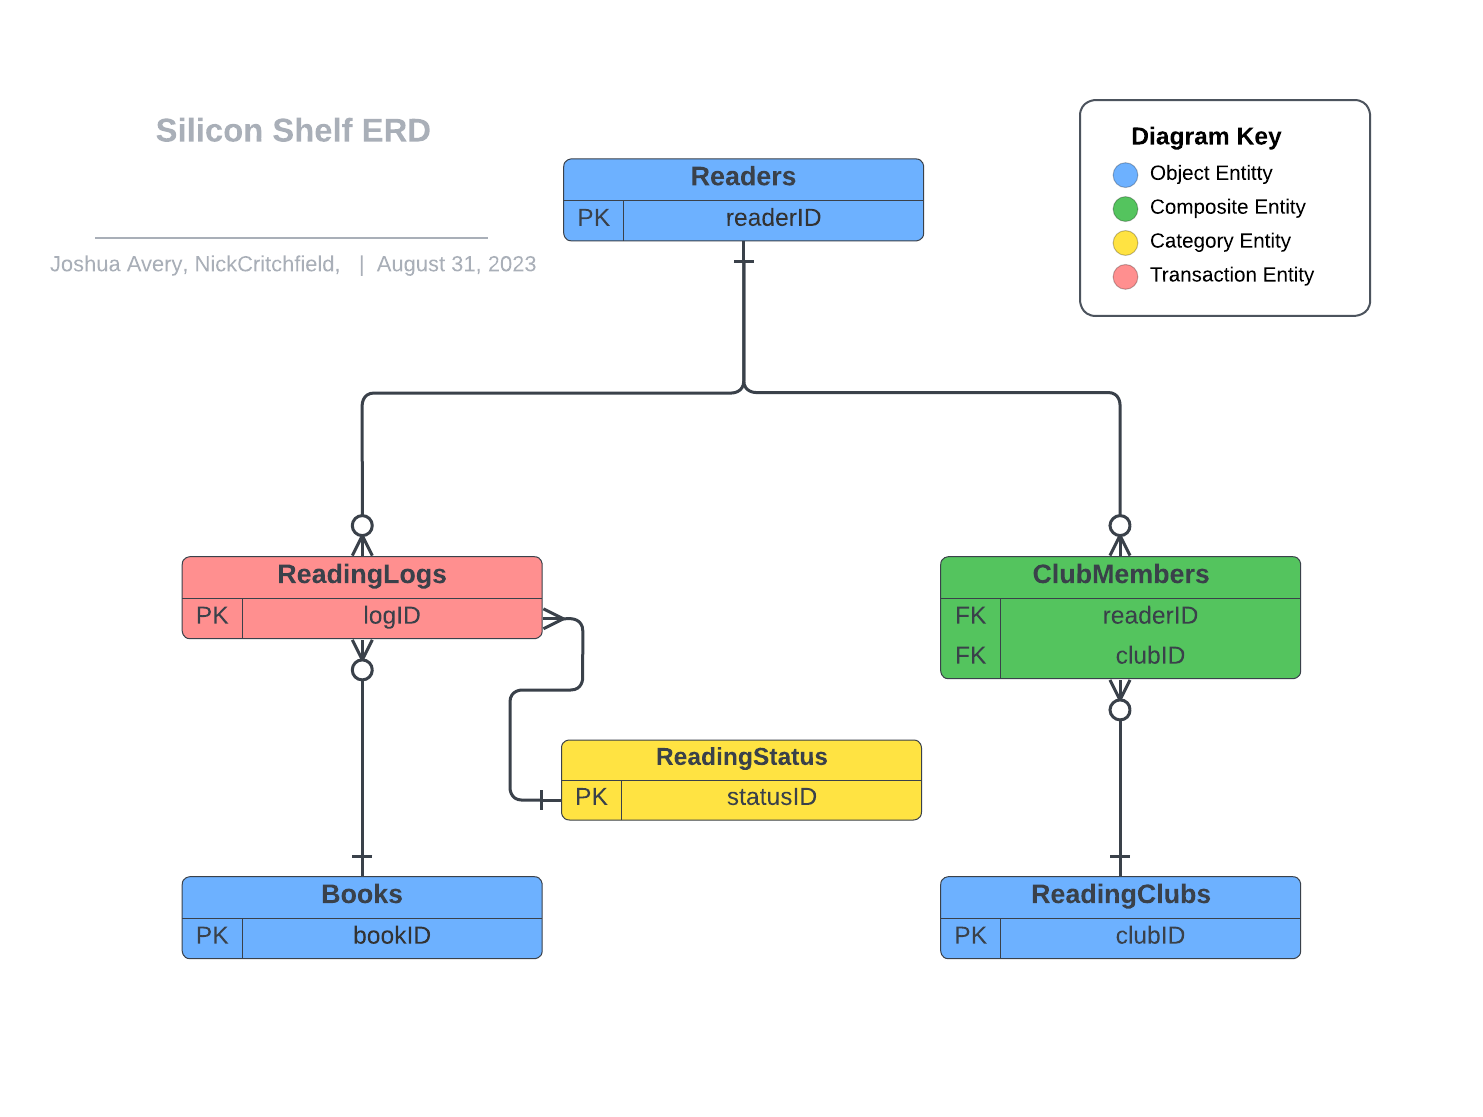 Silicon Shelf ERD
Joshua Avery, NickCritchfield, | August 31, 2023
Diagram Key
Object Entitty
Composite Entity
Category Entity
Transaction Entity
Readers
PK readerID
ReadingLogs
PK logID
ClubMembers
FK readerID
FK clubID
ReadingStatus
PK statusID
Books
PK bookID
ReadingClubs
PK clubID